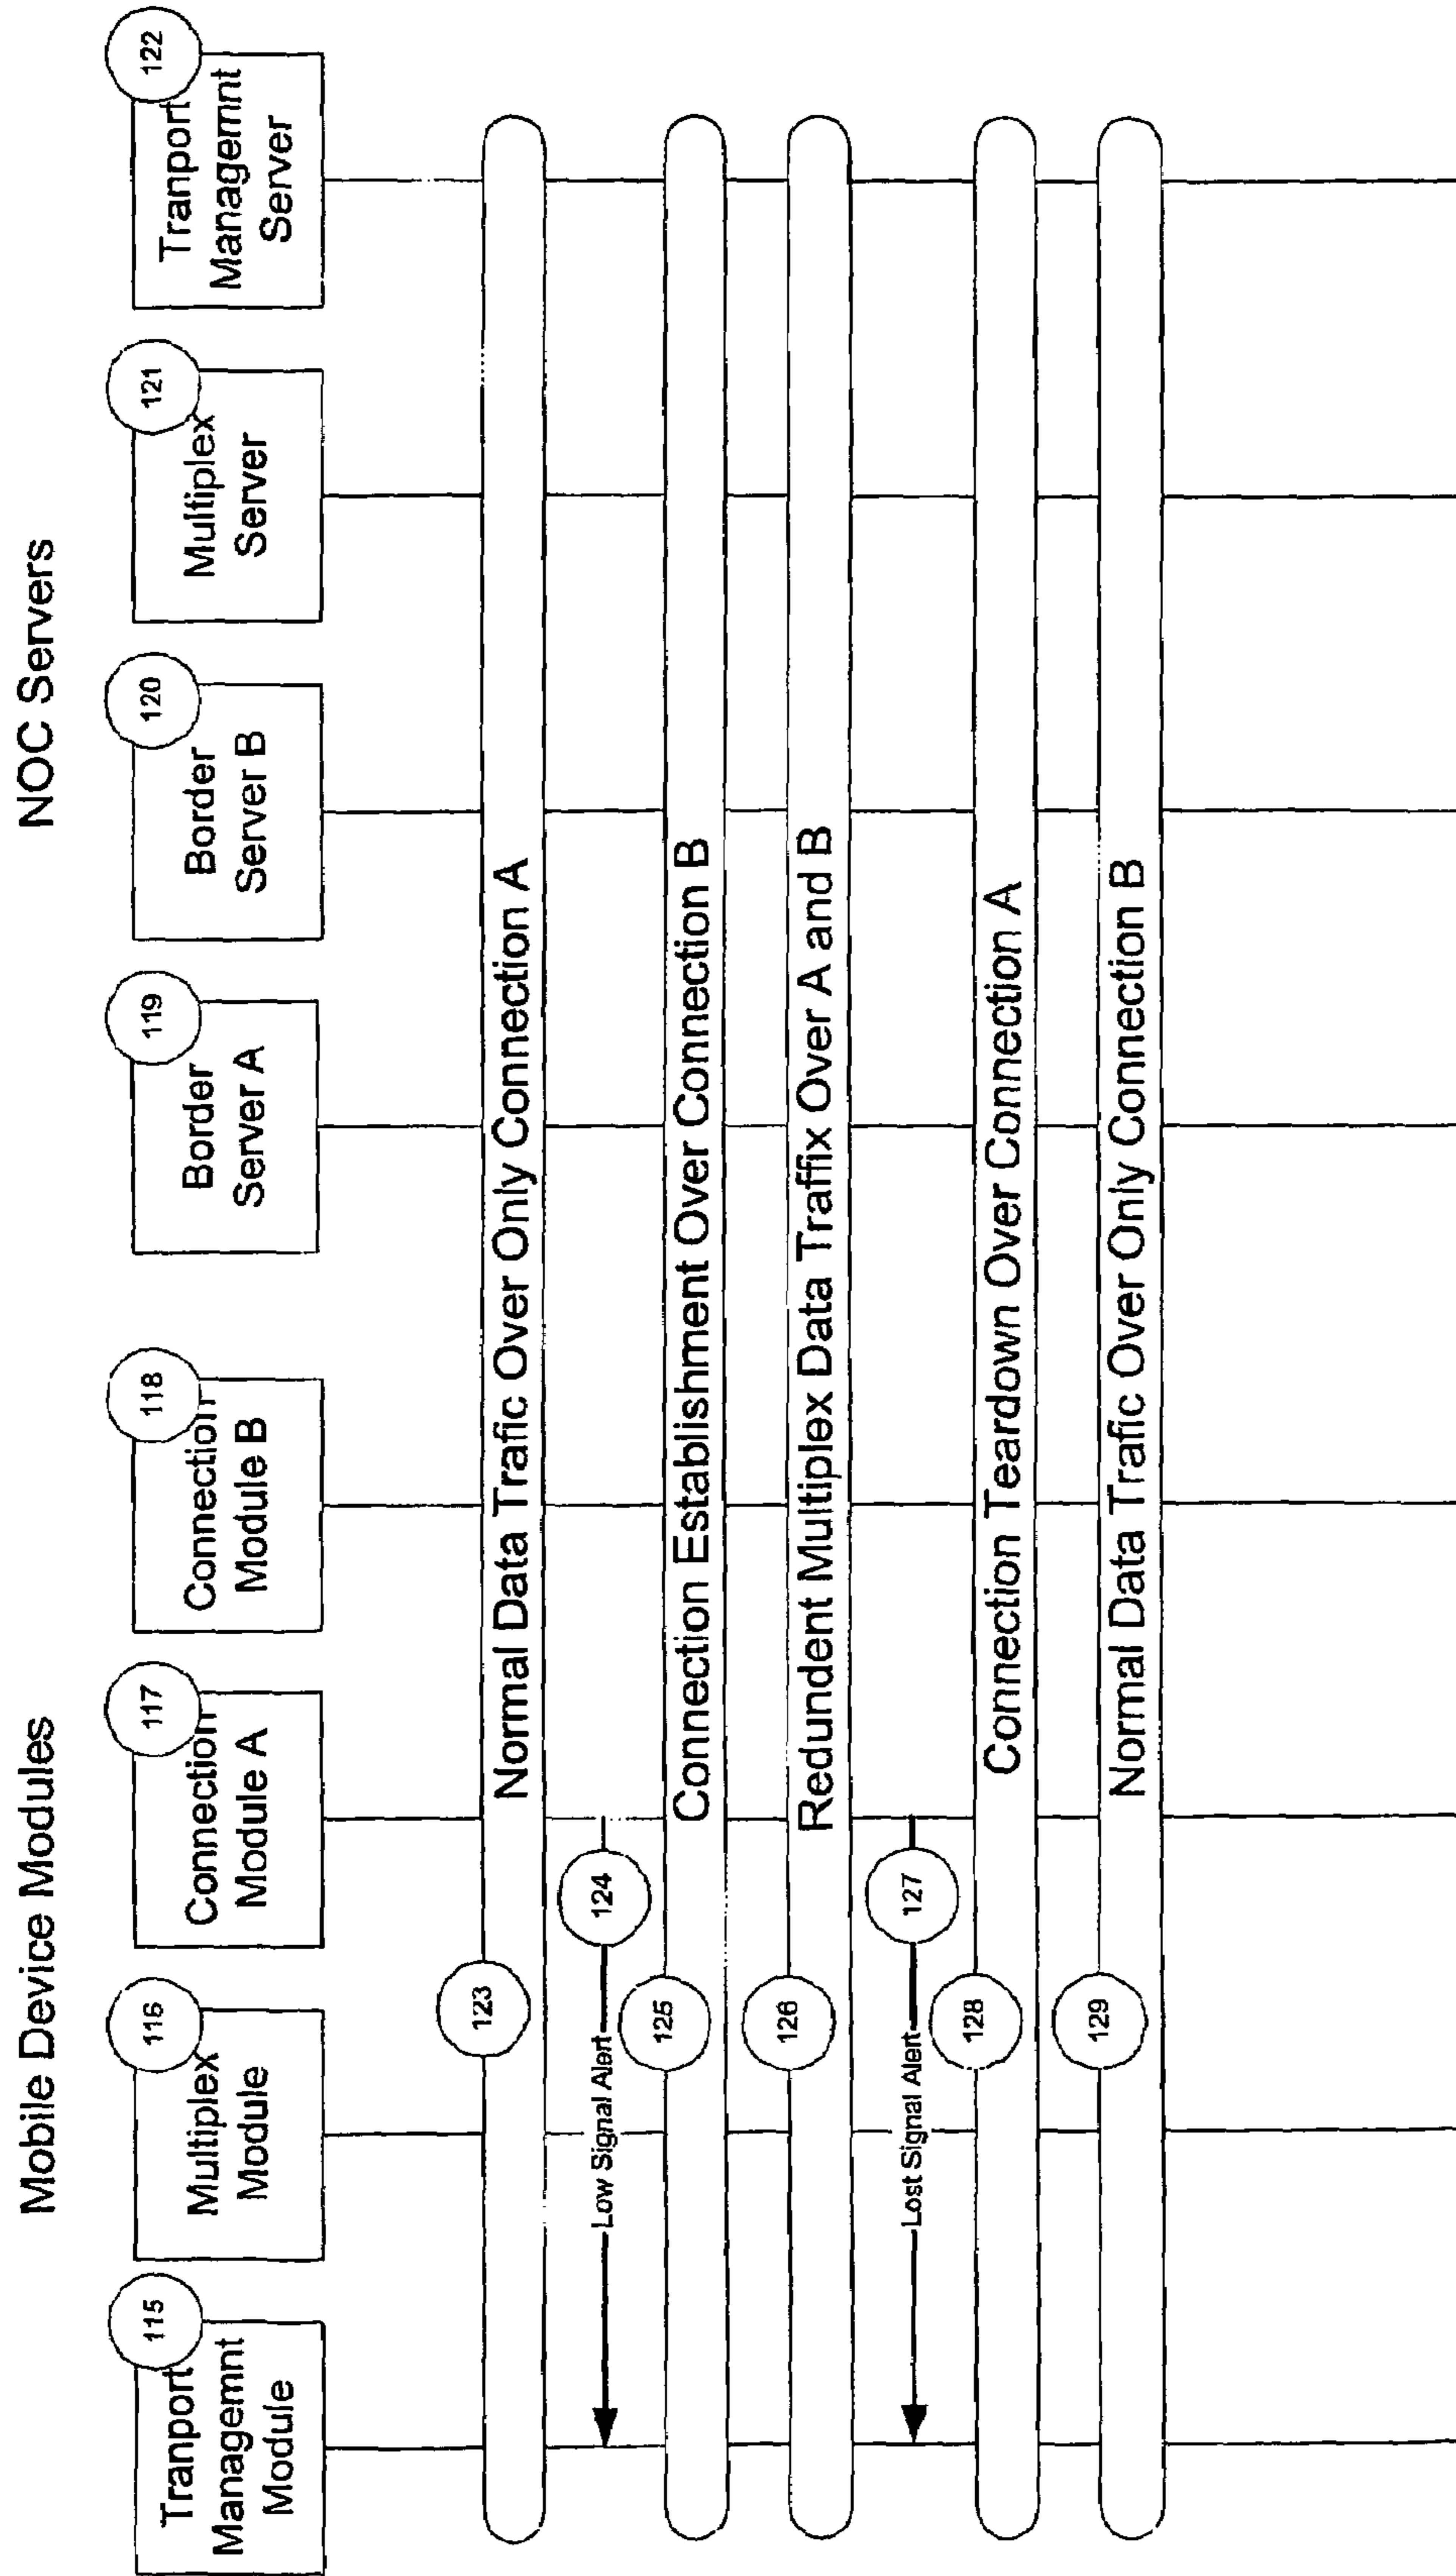 Mobile Device Modules
NOC Servers
115
Tranport
Managemnt
Module
116
Multiplex
Module
117
Connection
Module A
118
Connection
Module B
119
Border
Server A
120
Border
Server B
121
Multiplex
Server
122
Tranport
Managemnt
Server
123
Normal Data Trafic Over Only Connection A
124
Low Signal Alert
125
Connection Establishment Over Connection B
126
Redundent Multiplex Data Traffix Over A and B
127
Lost Signal Alert
128
Connection Teardown Over Connection A
129
Normal Data Trafic Over Only Connection B